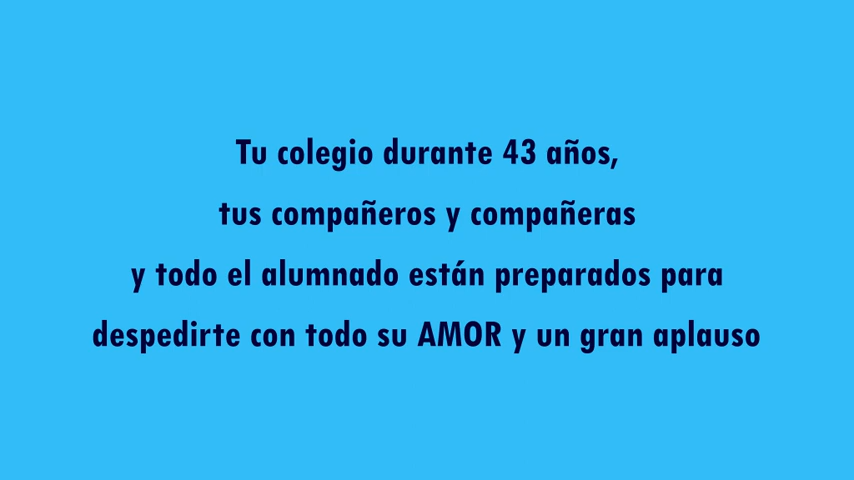 Tu colegio durante 43 años,
tus compañeros y compañeras
y todo el alumnado están preparados para
despedirte con todo su AMOR y un gran aplauso